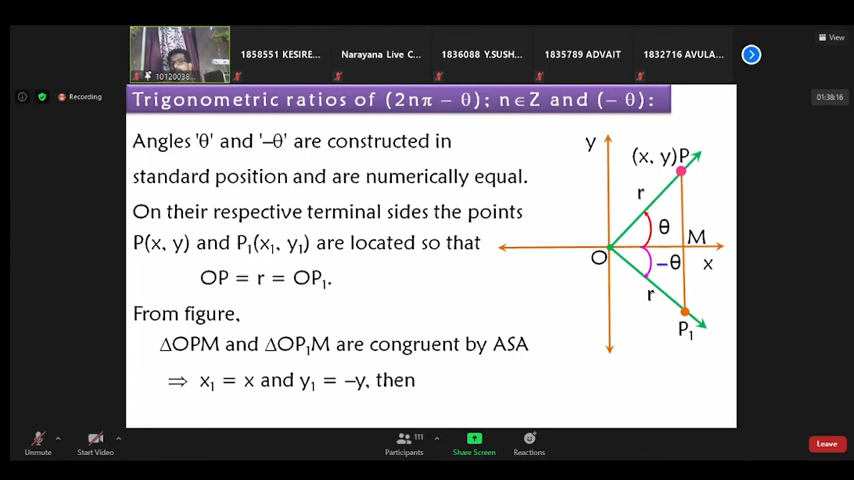 View
1858551 KESIRE...
Narayana Live C...
1836088 Y.SUSH...
1835789 ADVAIT
1832716 AVULA...
10120038...
Recording
01:38:16
Trigonometric ratios of (2nπ – θ); n∈Z and (– θ):
Angles 'θ' and '–θ' are constructed in
standard position and are numerically equal.
On their respective terminal sides the points
P(x, y) and P₁(x₁, y₁) are located so that
OP = r = OP₁.
From figure,
ΔOPM and ΔOP₁M are congruent by ASA
⇒ x₁ = x and y₁ = –y, then
y
(x, y)P
r
θ
M
O
–θ
x
r
P₁
Unmute
Start Video
111
Participants
Share Screen
Reactions
Leave